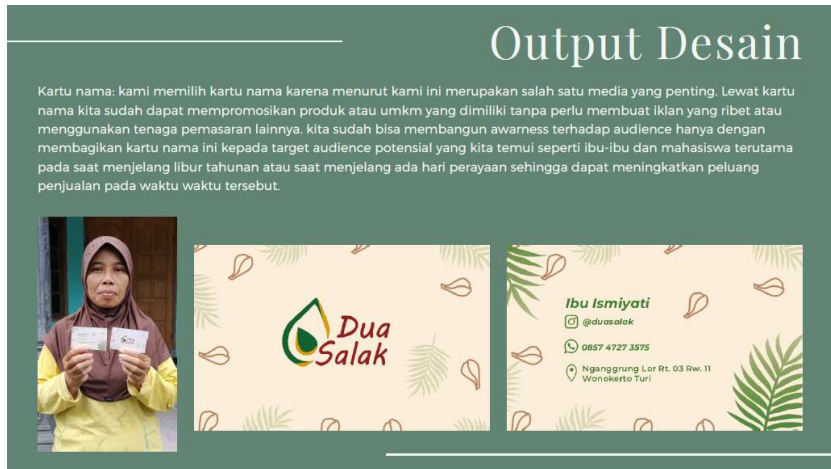 Output Desain
Kartu nama: kami memilih kartu nama karena menurut kami ini merupakan salah satu media yang penting. Lewat kartu
nama kita sudah dapat mempromosikan produk atau umkm yang dimiliki tanpa perlu membuat iklan yang ribet atau
menggunakan tenaga pemasaran lainnya. kita sudah bisa membangun awarness terhadap audience hanya dengan
membagikan kartu nama ini kepada target audience potensial yang kita temui seperti ibu-ibu dan mahasiswa terutama
pada saat menjelang libur tahunan atau saat menjelang ada hari perayaan sehingga dapat meningkatkan peluang
penjualan pada waktu waktu tersebut.
Dua
Salak
Ibu Ismiyati
@duasalak
0857 4727 3575
Nganggrung Lor Rt. 03 Rw. 11
Wonokerto Turi